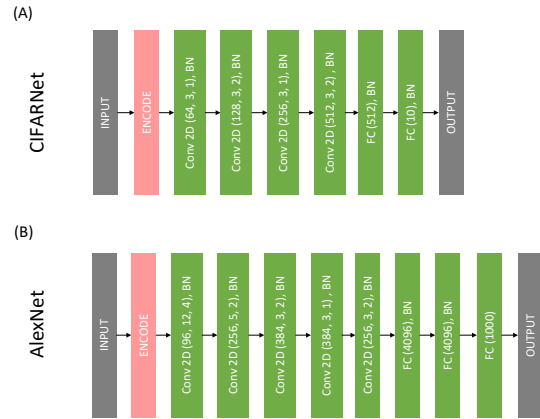 (A)
CIFARNet
INPUT
ENCODE
Conv 2D (64, 3, 1), BN
Conv 2D (128, 3, 2), BN
Conv 2D (256, 3, 1), BN
Conv 2D (512, 3, 2) , BN
FC (512), BN
FC (10), BN
OUTPUT
(B)
AlexNet
INPUT
ENCODE
Conv 2D (96, 12, 4), BN
Conv 2D (256, 5, 2), BN
Conv 2D (384, 3, 2), BN
Conv 2D (384, 3, 1) , BN
Conv 2D (256, 3, 2), BN
FC (4096), BN
FC (4096), BN
FC (1000)
OUTPUT